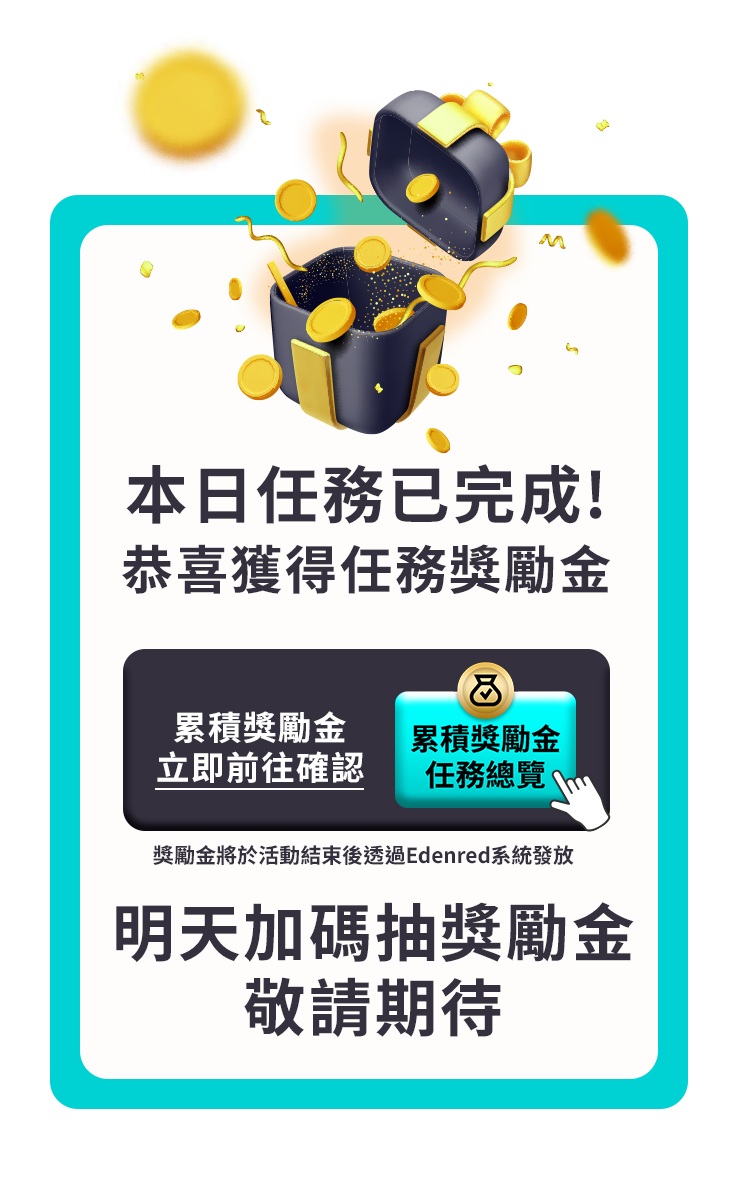 本日任務已完成!
恭喜獲得任務獎勵金
累積獎勵金
立即前往確認
累積獎勵金
任務總覽
獎勵金將於活動結束後透過Edenred系統發放
明天加碼抽獎勵金
敬請期待